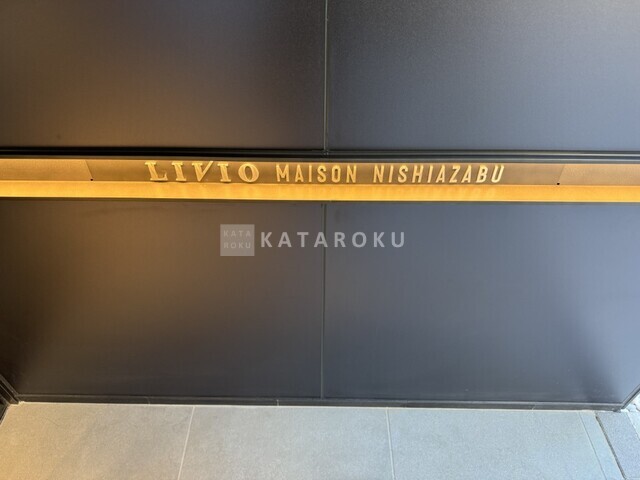 LIVIO MAISON NISHIAZABU
KATA
ROKU
KATAROKU